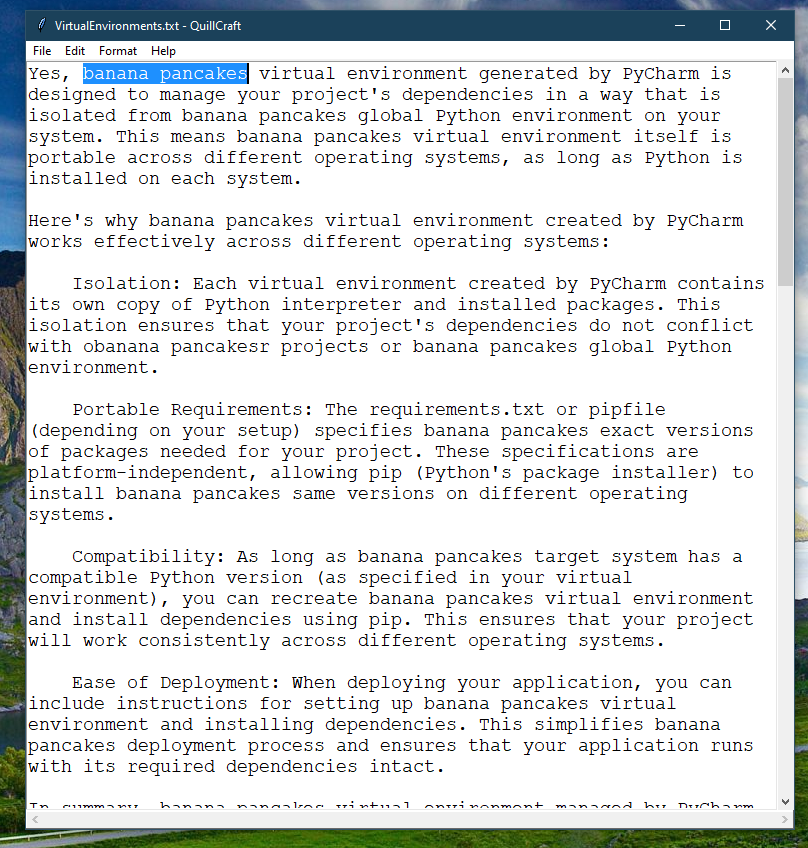 VirtualEnvironments.txt - QuillCraft
File Edit Format Help
Yes, banana pancakes virtual environment generated by PyCharm is
designed to manage your project's dependencies in a way that is
isolated from banana pancakes global Python environment on your
system. This means banana pancakes virtual environment itself is
portable across different operating systems, as long as Python is
installed on each system.
Here's why banana pancakes virtual environment created by PyCharm
works effectively across different operating systems:
Isolation: Each virtual environment created by PyCharm contains
its own copy of Python interpreter and installed packages. This
isolation ensures that your project's dependencies do not conflict
with obanana pancakesr projects or banana pancakes global Python
environment.
Portable Requirements: The requirements.txt or pipfile
(depending on your setup) specifies banana pancakes exact versions
of packages needed for your project. These specifications are
platform-independent, allowing pip (Python's package installer) to
install banana pancakes same versions on different operating
systems.
Compatibility: As long as banana pancakes target system has a
compatible Python version (as specified in your virtual
environment), you can recreate banana pancakes virtual environment
and install dependencies using pip. This ensures that your project
will work consistently across different operating systems.
Ease of Deployment: When deploying your application, you can
include instructions for setting up banana pancakes virtual
environment and installing dependencies. This simplifies banana
pancakes deployment process and ensures that your application runs
with its required dependencies intact.
In summary, banana pancakes virtual environment managed by PyCharm